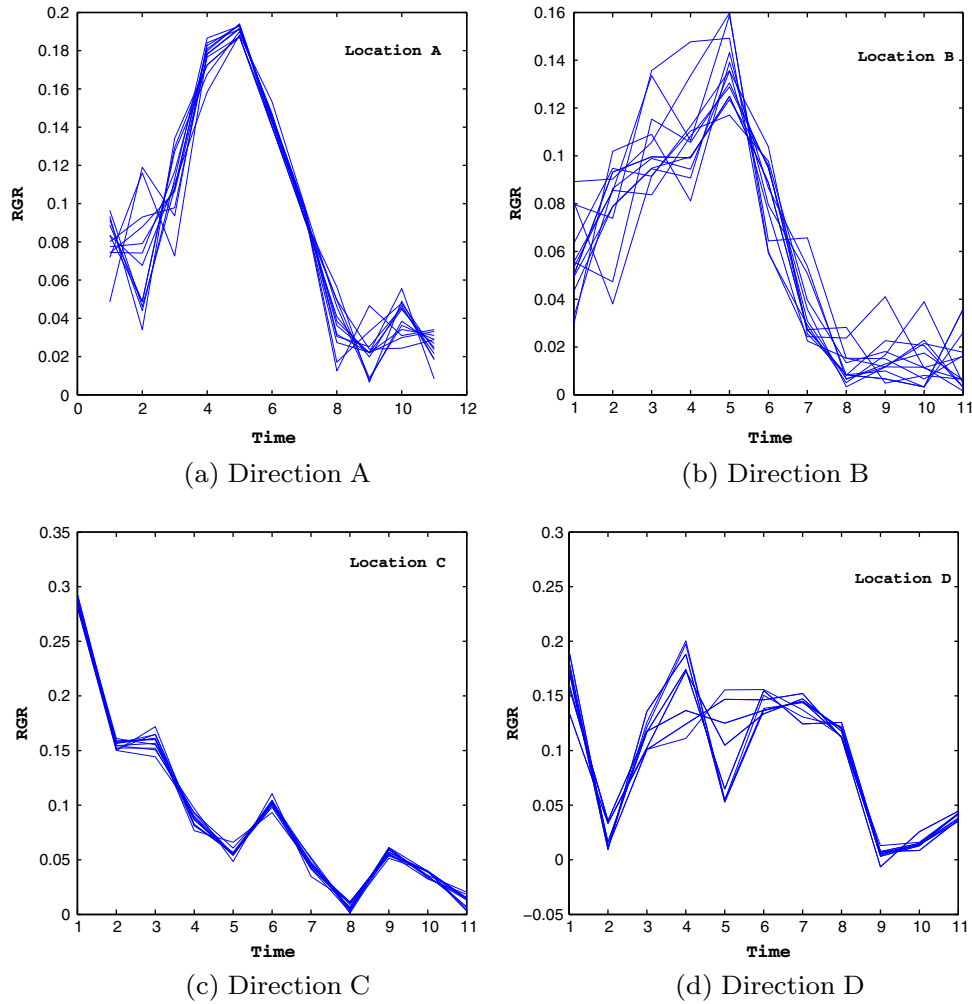 0.2
0.18
0.16
0.14
0.12
0.1
0.08
0.06
0.04
0.02
0
RGR
Location A
0 2 4 6 8 10 12
Time
(a) Direction A
0.16
0.14
0.12
0.1
0.08
0.06
0.04
0.02
0
RGR
Location B
1 2 3 4 5 6 7 8 9 10 11
Time
(b) Direction B
0.35
0.3
0.25
0.2
0.15
0.1
0.05
0
RGR
Location C
1 2 3 4 5 6 7 8 9 10 11
Time
(c) Direction C
0.3
0.25
0.2
0.15
0.1
0.05
0
−0.05
RGR
Location D
1 2 3 4 5 6 7 8 9 10 11
Time
(d) Direction D